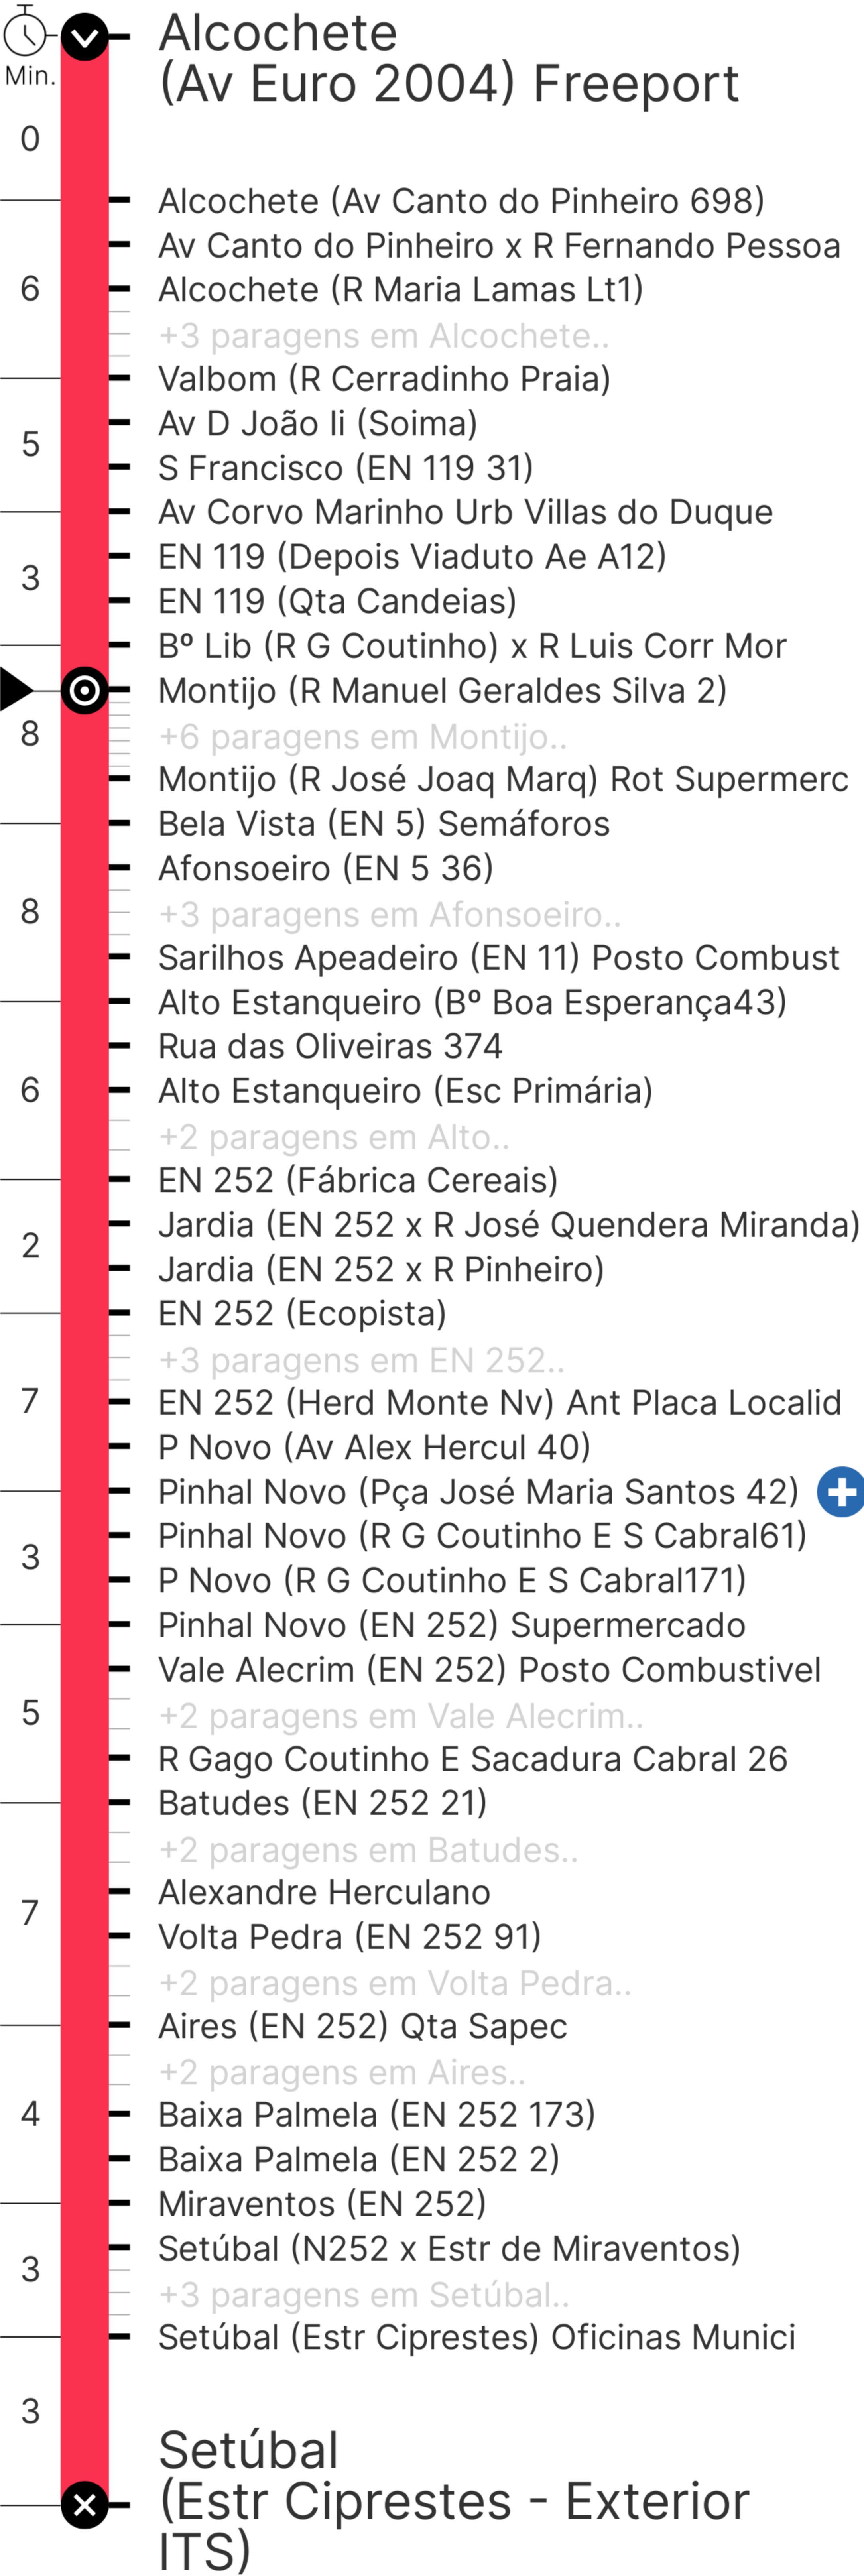 Alcochete
(Av Euro 2004) Freeport
Min.
0
Alcochete (Av Canto do Pinheiro 698)
Av Canto do Pinheiro x R Fernando Pessoa
6
Alcochete (R Maria Lamas Lt1)
+3 paragens em Alcochete..
Valbom (R Cerradinho Praia)
Av D João Ii (Soima)
5
S Francisco (EN 119 31)
Av Corvo Marinho Urb Villas do Duque
EN 119 (Depois Viaduto Ae A12)
3
EN 119 (Qta Candeias)
Bº Lib (R G Coutinho) x R Luis Corr Mor
Montijo (R Manuel Geraldes Silva 2)
8
+6 paragens em Montijo..
Montijo (R José Joaq Marq) Rot Supermerc
Bela Vista (EN 5) Semáforos
Afonsoeiro (EN 5 36)
8
+3 paragens em Afonsoeiro..
Sarilhos Apeadeiro (EN 11) Posto Combust
Alto Estanqueiro (Bº Boa Esperança43)
Rua das Oliveiras 374
6
Alto Estanqueiro (Esc Primária)
+2 paragens em Alto..
EN 252 (Fábrica Cereais)
Jardia (EN 252 x R José Quendera Miranda)
2
Jardia (EN 252 x R Pinheiro)
EN 252 (Ecopista)
+3 paragens em EN 252..
7
EN 252 (Herd Monte Nv) Ant Placa Localid
P Novo (Av Alex Hercul 40)
Pinhal Novo (Pça José Maria Santos 42)
Pinhal Novo (R G Coutinho E S Cabral61)
3
P Novo (R G Coutinho E S Cabral171)
Pinhal Novo (EN 252) Supermercado
Vale Alecrim (EN 252) Posto Combustivel
5
+2 paragens em Vale Alecrim..
R Gago Coutinho E Sacadura Cabral 26
Batudes (EN 252 21)
+2 paragens em Batudes..
Alexandre Herculano
7
Volta Pedra (EN 252 91)
+2 paragens em Volta Pedra..
Aires (EN 252) Qta Sapec
+2 paragens em Aires..
4
Baixa Palmela (EN 252 173)
Baixa Palmela (EN 252 2)
Miraventos (EN 252)
Setúbal (N252 x Estr de Miraventos)
3
+3 paragens em Setúbal..
Setúbal (Estr Ciprestes) Oficinas Munici
3
Setúbal
(Estr Ciprestes - Exterior
ITS)